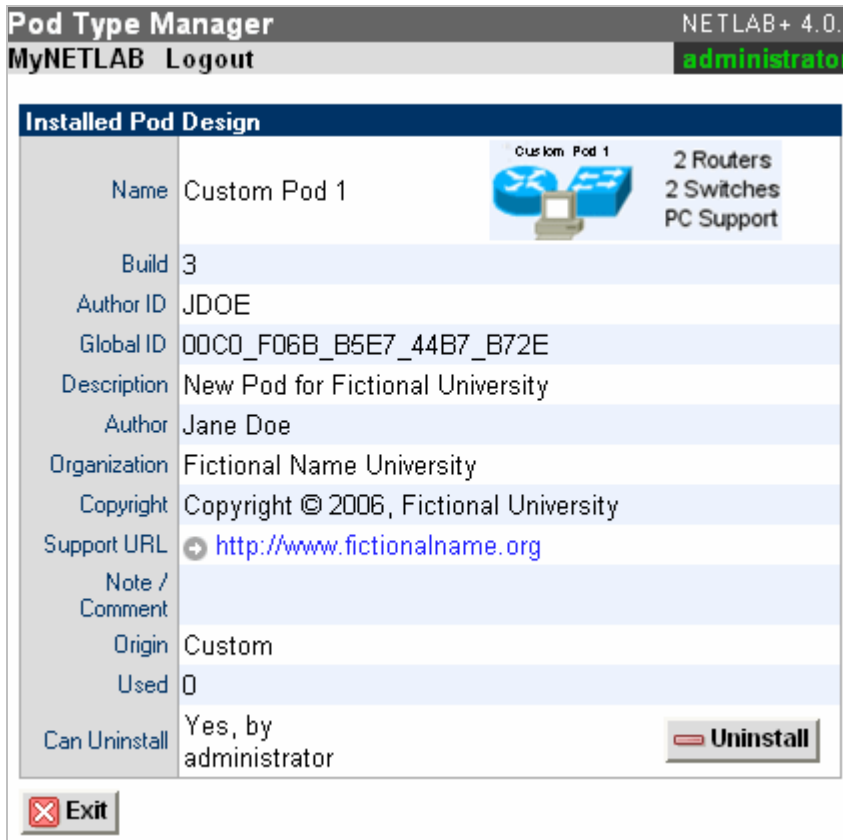 Pod Type Manager NETLAB+ 4.0.
MyNETLAB Logout administrator
Installed Pod Design
Name Custom Pod 1
Custom Pod 1
2 Routers
2 Switches
PC Support
Build 3
Author ID JDOE
Global ID 00C0_F06B_B5E7_44B7_B72E
Description New Pod for Fictional University
Author Jane Doe
Organization Fictional Name University
Copyright Copyright © 2006, Fictional University
Support URL http://www.fictionalname.org
Note /
Comment
Origin Custom
Used 0
Can Uninstall Yes, by
administrator
Uninstall
Exit